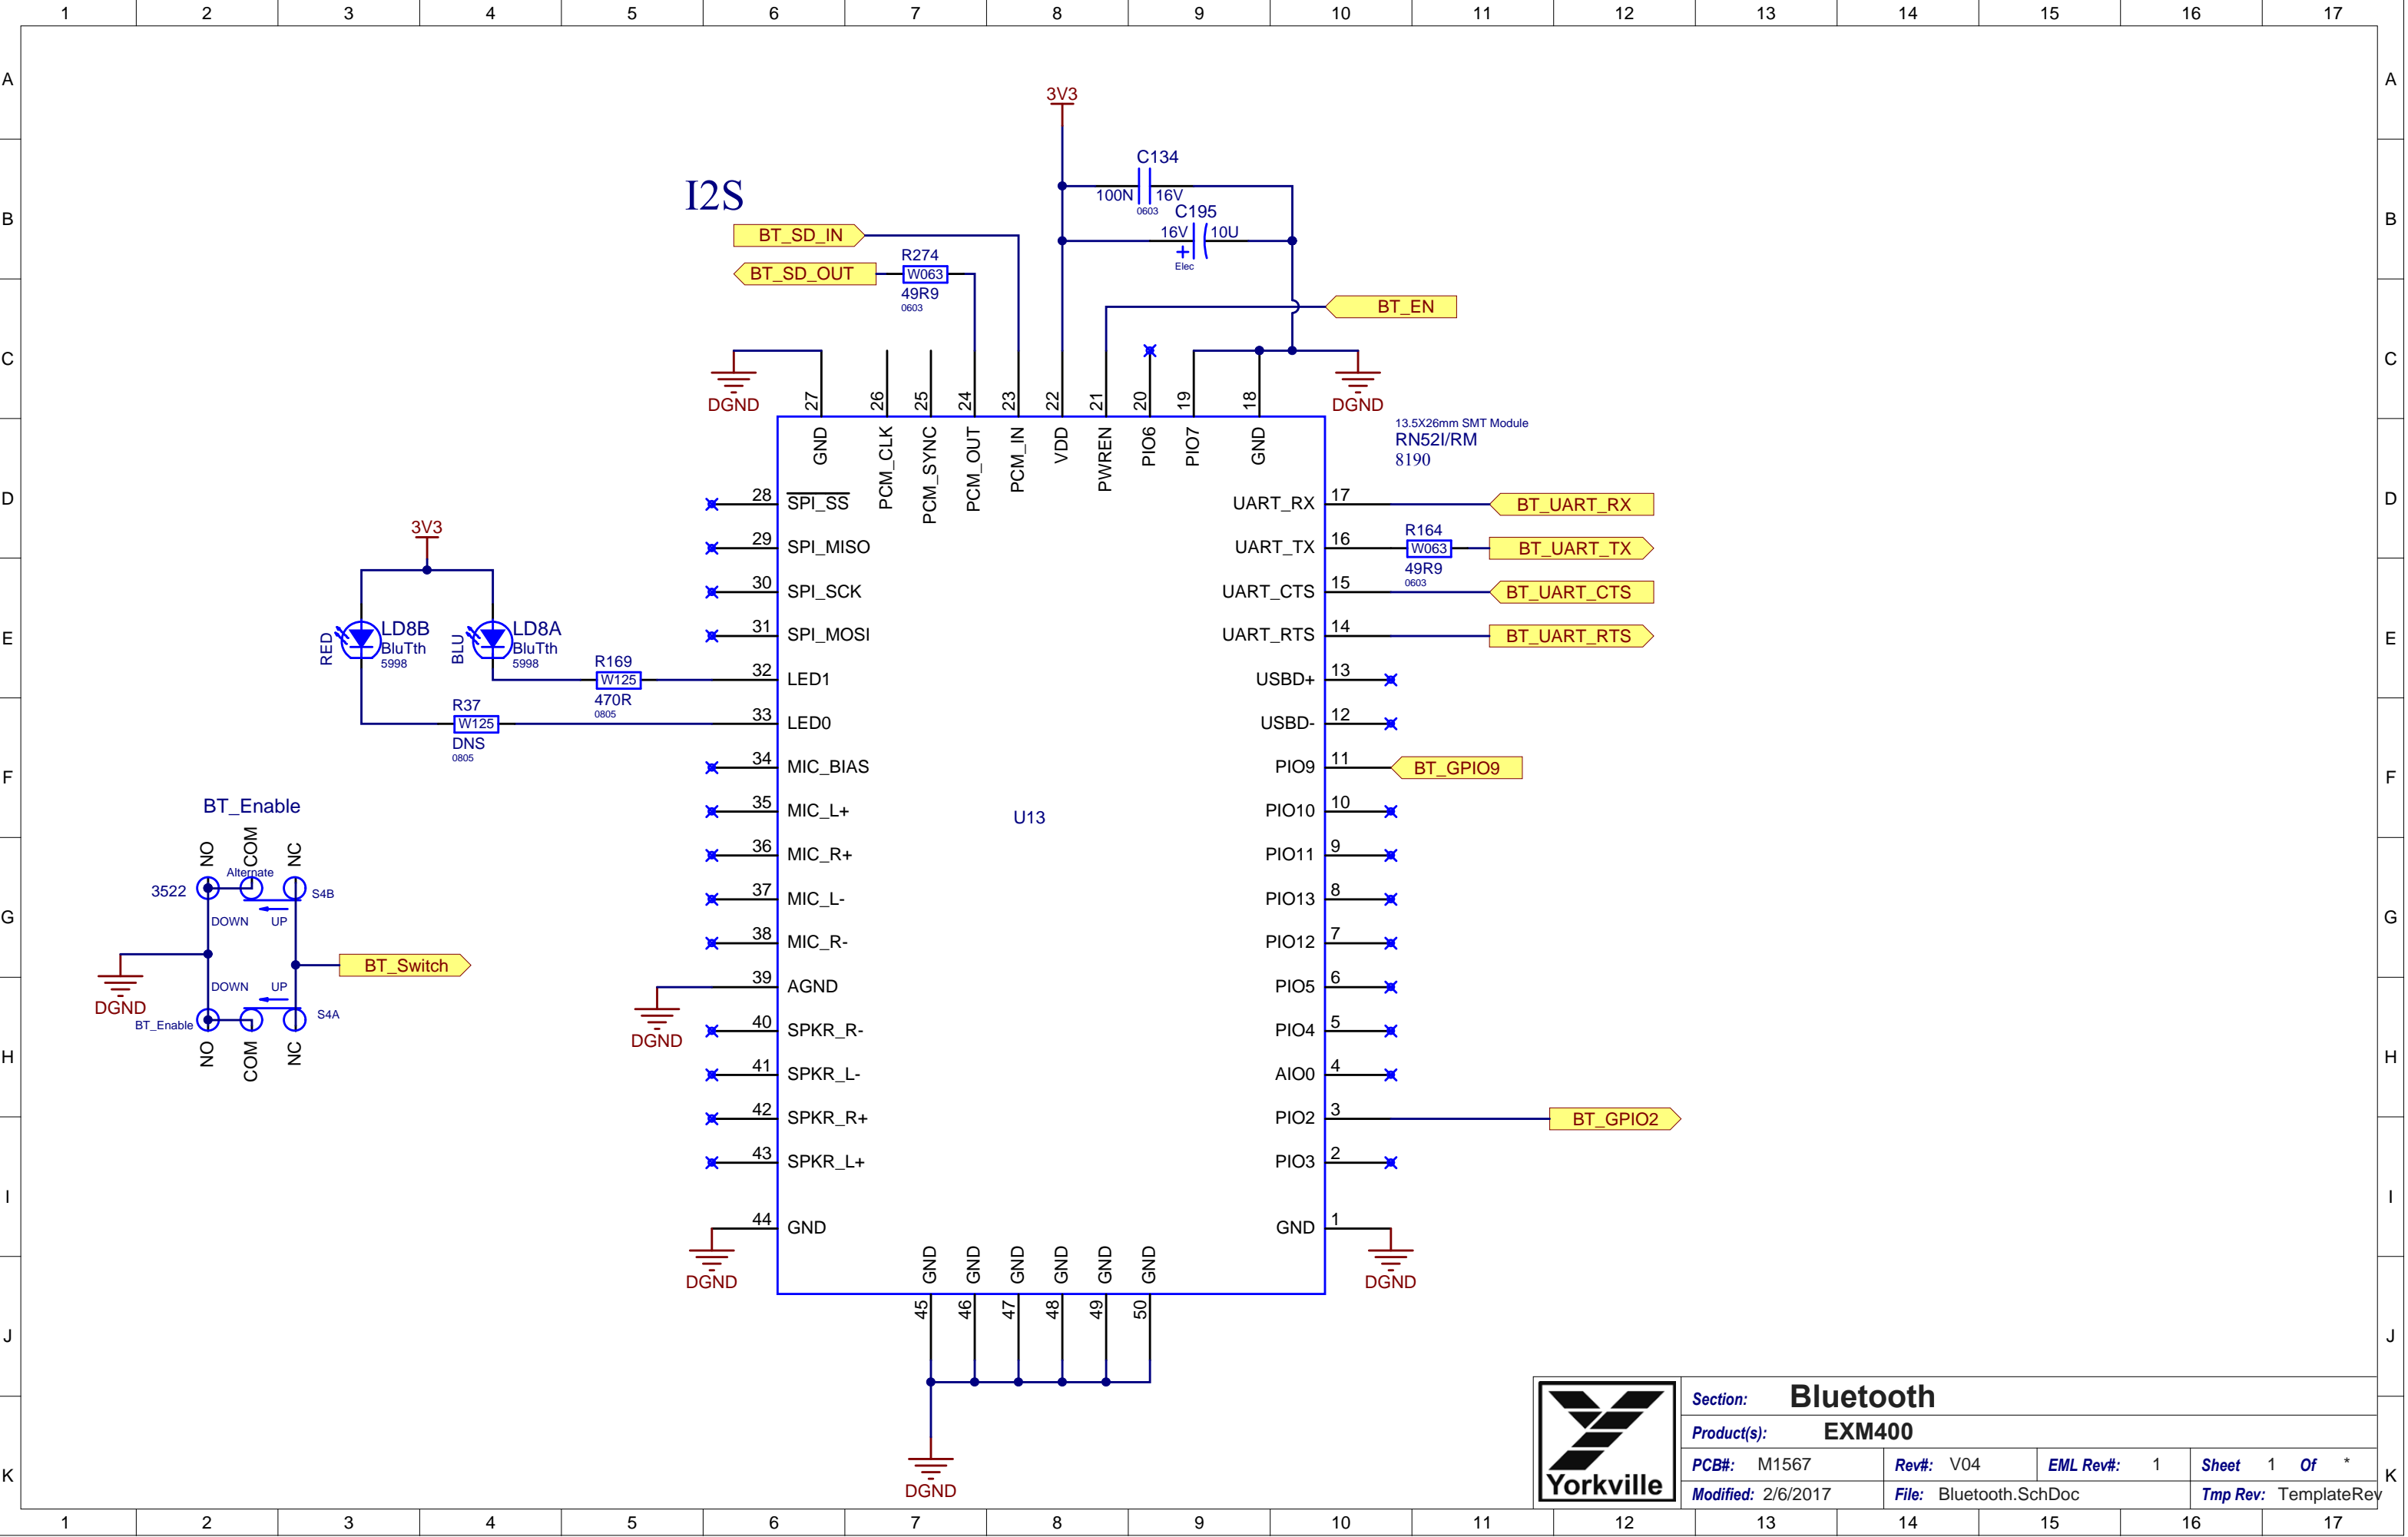 1 2 3 4 5 6 7 8 9 10 11 12 13 14 15 16 17
A A
3V3
C134
100N 16V
0603
I2S
B B
C195
16V 10U
+
Elec
BT_SD_IN
R274
BT_SD_OUT W063
49R9
0603
BT_EN
C C
DGND
27 26 25 24 23 22 21 20 19 18
DGND
13.5X26mm SMT Module
RN52I/RM
8190
GND PCM_CLK PCM_SYNC PCM_OUT PCM_IN VDD PWREN PIO6 PIO7 GND
D D
28 SPI_SS
UART_RX 17 BT_UART_RX
3V3
R164
29 SPI_MISO
UART_TX 16 W063 BT_UART_TX
49R9
0603
30 SPI_SCK
UART_CTS 15 BT_UART_CTS
E E
RED LD8B
BluTth
5998
BLU LD8A
BluTth
5998
31 SPI_MOSI
UART_RTS 14 BT_UART_RTS
R169
W125
470R
0805
32 LED1
USBD+ 13
R37
W125
DNS
0805
33 LED0
USBD- 12
F F
34 MIC_BIAS
PIO9 11 BT_GPIO9
BT_Enable
35 MIC_L+
U13
PIO10 10
NO COM NC
36 MIC_R+
PIO11 9
Alternate
3522 S4B
37 MIC_L-
PIO13 8
G G
DOWN UP
38 MIC_R-
PIO12 7
BT_Switch
DOWN UP
DGND
39 AGND
PIO5 6
BT_Enable S4A
DGND
40 SPKR_R-
PIO4 5
H H
NO COM NC
41 SPKR_L-
AIO0 4
42 SPKR_R+
PIO2 3 BT_GPIO2
43 SPKR_L+
PIO3 2
I I
44 GND
GND 1
DGND
DGND
GND GND GND GND GND GND
45 46 47 48 49 50
J J
DGND
K K
Yorkville
Section: Bluetooth
Product(s): EXM400
PCB#: M1567 Rev#: V04 EML Rev#: 1 Sheet 1 Of *
Modified: 2/6/2017 File: Bluetooth.SchDoc Tmp Rev: TemplateRev
1 2 3 4 5 6 7 8 9 10 11 12 13 14 15 16 17